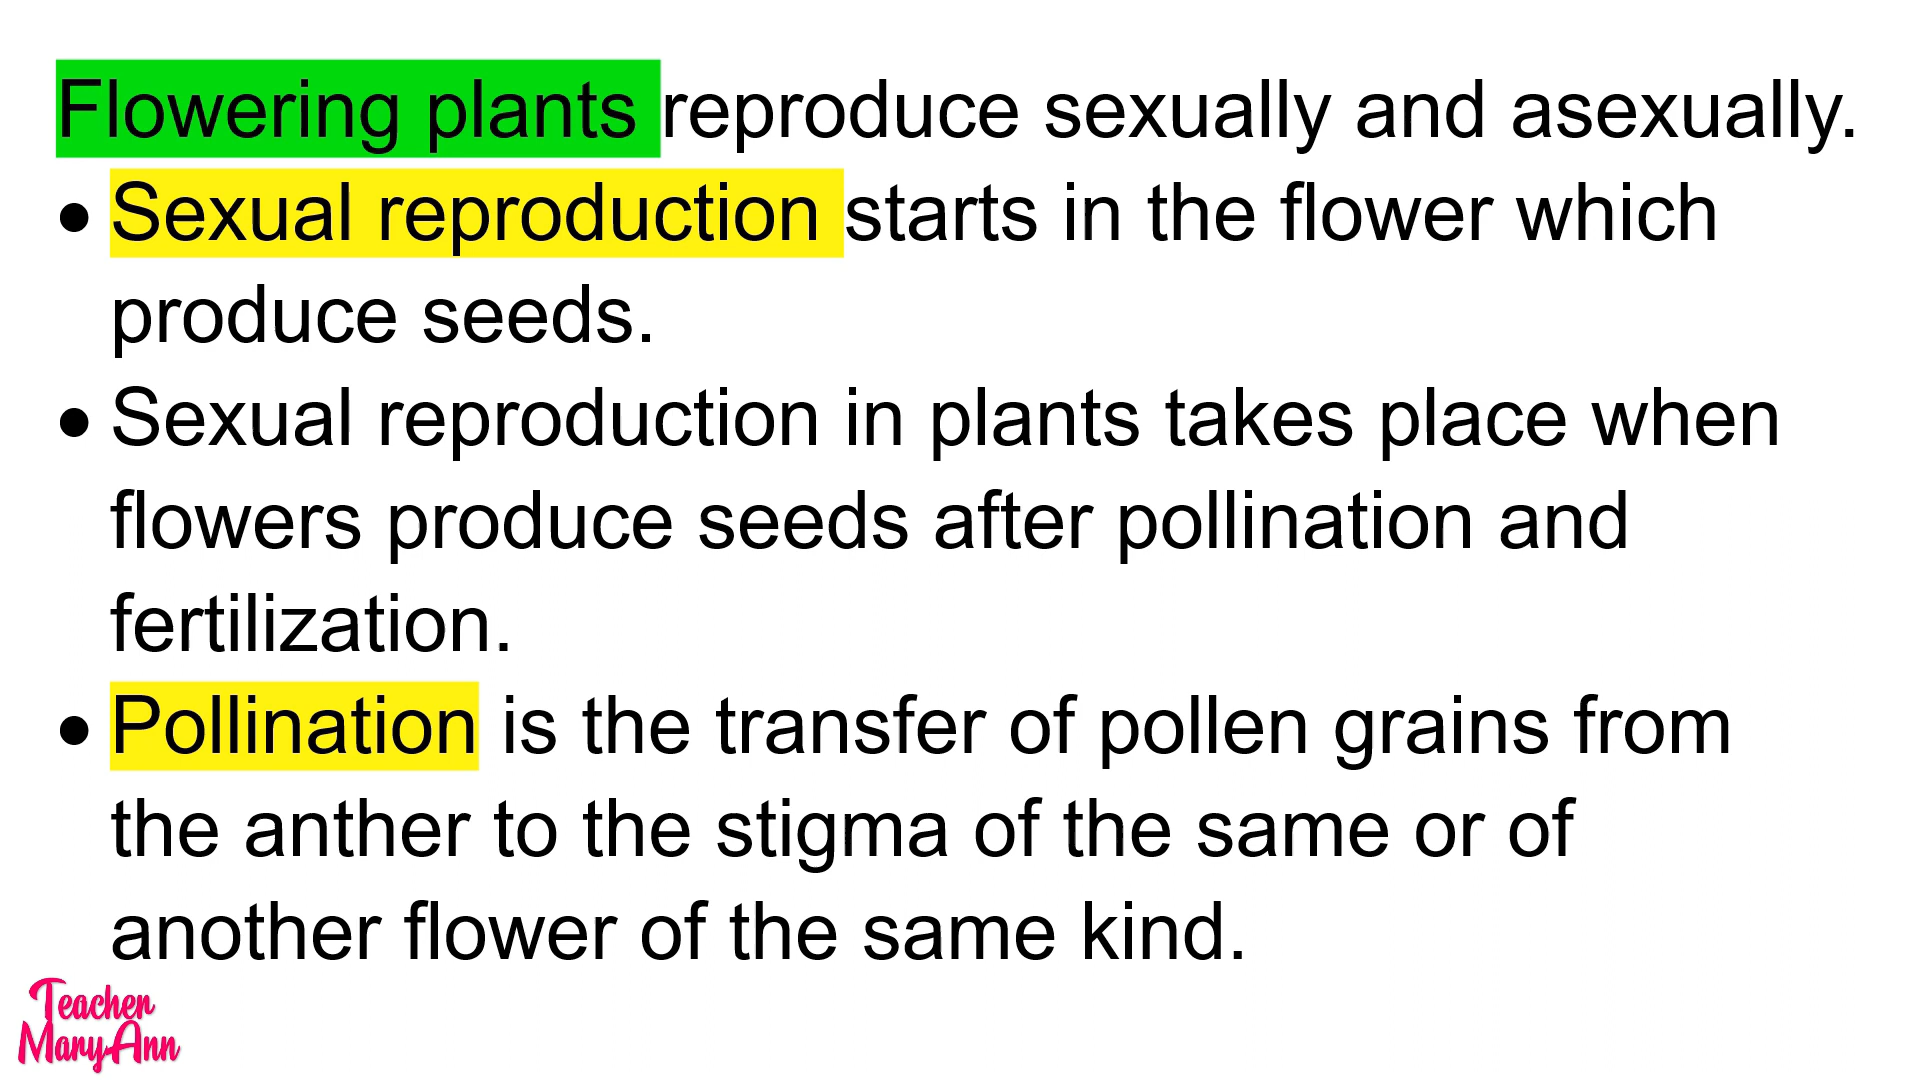 Flowering plants reproduce sexually and asexually.
• Sexual reproduction starts in the flower which
produce seeds.
• Sexual reproduction in plants takes place when
flowers produce seeds after pollination and
fertilization.
• Pollination is the transfer of pollen grains from
the anther to the stigma of the same or of
another flower of the same kind.
Teacher
MaryAnn